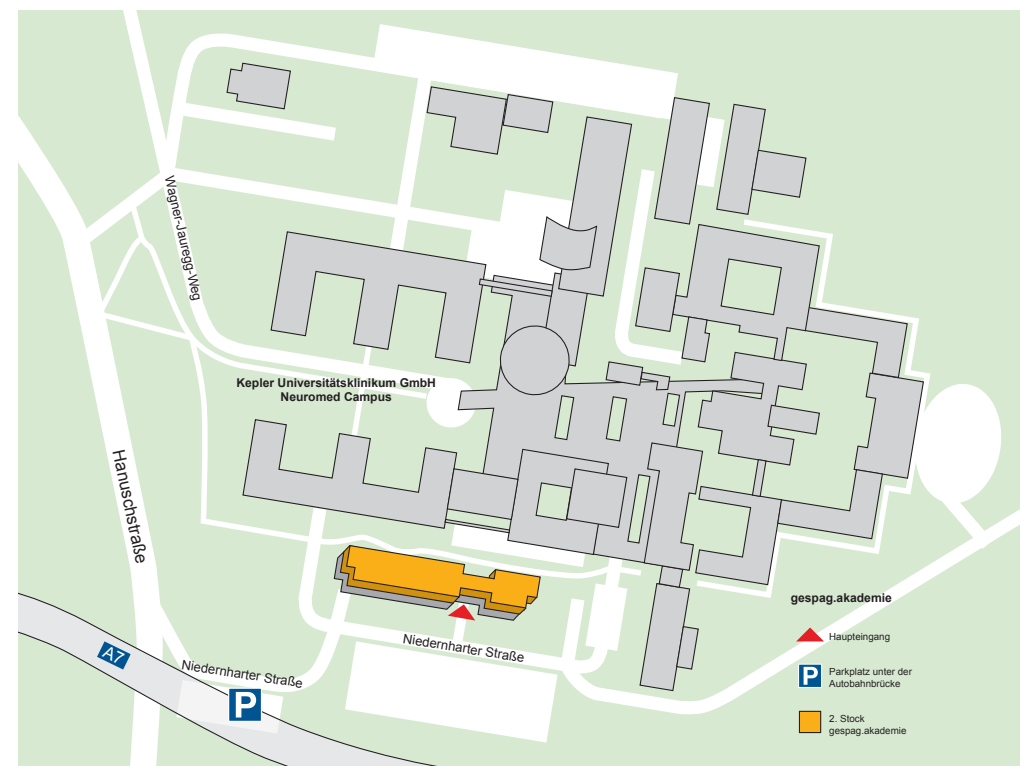 Wagner-Jauregg-Weg
Kepler Universitätsklinikum GmbH
Neuromed Campus
Hanuschstraße
A7
Niedernharter Straße
P
Niedernharter Straße
gespag.akademie
Haupteingang
P
Parkplatz unter der
Autobahnbrücke
2. Stock
gespag.akademie